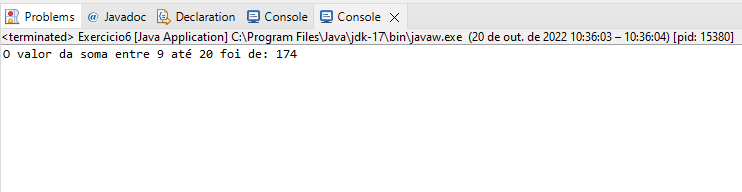 Problems @ Javadoc Declaration Console Console
<terminated> Exercicio6 [Java Application] C:\Program Files\Java\jdk-17\bin\javaw.exe (20 de out. de 2022 10:36:03 – 10:36:04) [pid: 15380]
O valor da soma entre 9 até 20 foi de: 174